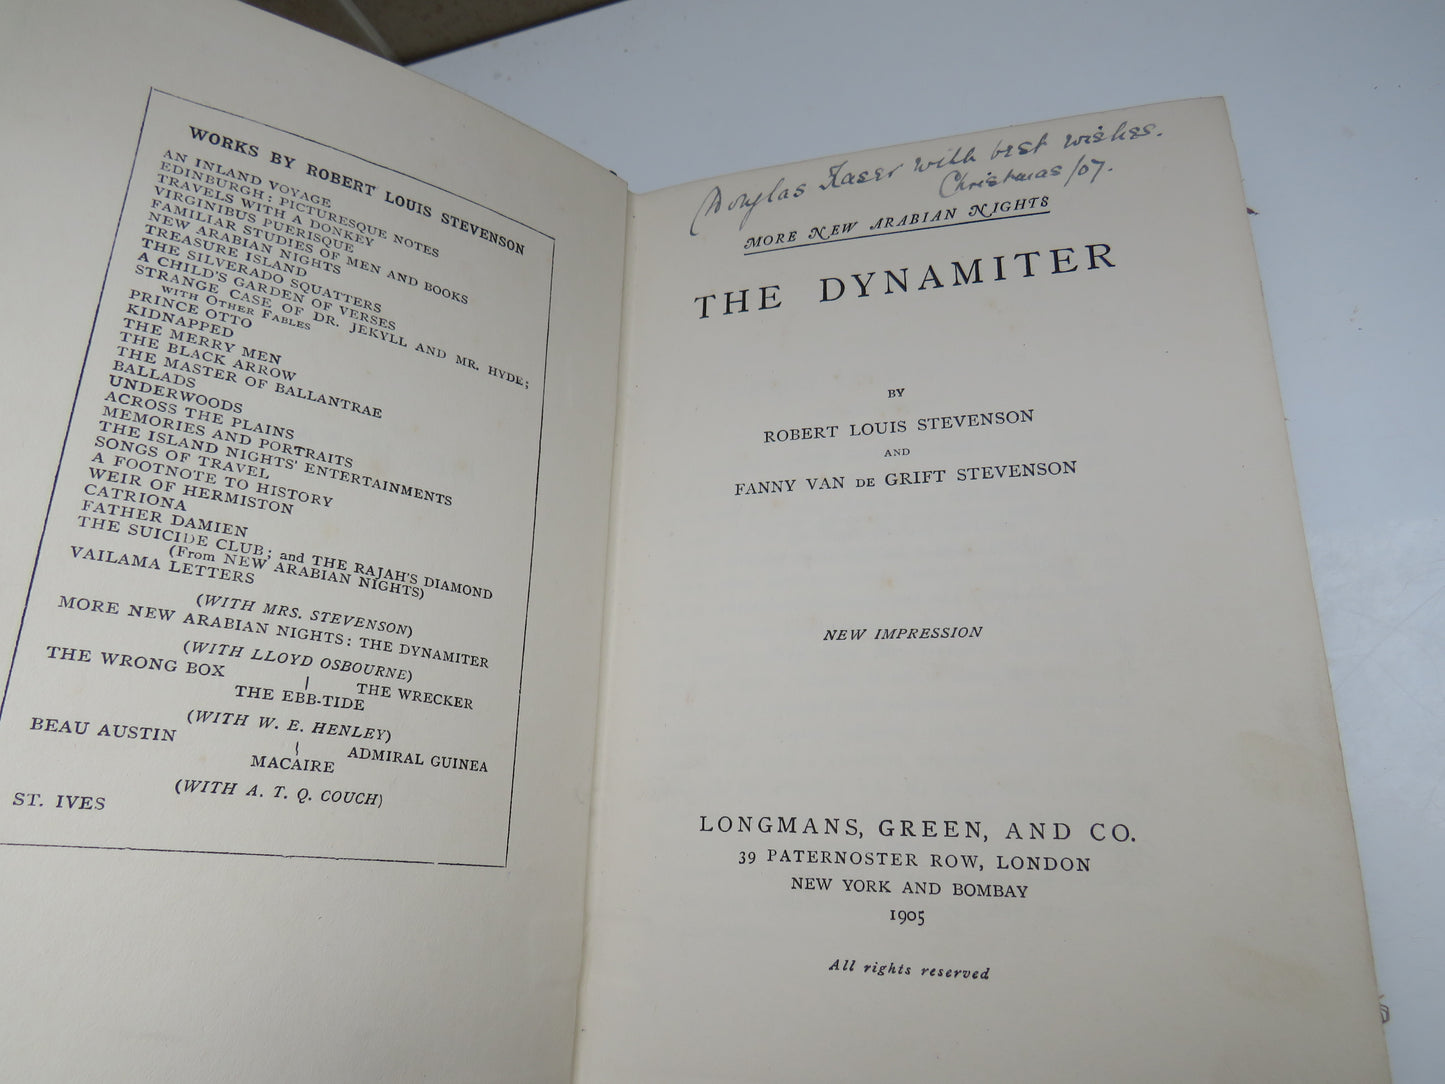 WORKS BY ROBERT LOUIS STEVENSON
AN INLAND VOYAGE
EDINBURGH: PICTURESQUE NOTES
TRAVELS WITH A DONKEY
VIRGINIBUS PUERISQUE
FAMILIAR STUDIES OF MEN AND BOOKS
NEW ARABIAN NIGHTS
TREASURE ISLAND
THE SILVERADO SQUATTERS
A CHILD'S GARDEN OF VERSES
STRANGE CASE OF DR. JEKYLL AND MR. HYDE;
WITH OTHER FABLES
PRINCE OTTO
KIDNAPPED
THE MERRY MEN
THE BLACK ARROW
THE MASTER OF BALLANTRAE
BALLADS
UNDERWOODS
ACROSS THE PLAINS
MEMORIES AND PORTRAITS
THE ISLAND NIGHTS' ENTERTAINMENTS
SONGS OF TRAVEL
A FOOTNOTE TO HISTORY
WEIR OF HERMISTON
CATRIONA
FATHER DAMIEN
THE SUICIDE CLUB; and THE RAJAH'S DIAMOND
(From NEW ARABIAN NIGHTS)
VAILAMA LETTERS
(WITH MRS. STEVENSON)
MORE NEW ARABIAN NIGHTS: THE DYNAMITER
(WITH LLOYD OSBOURNE)
THE WRONG BOX | THE WRECKER
THE EBB-TIDE
(WITH W. E. HENLEY)
BEAU AUSTIN | ADMIRAL GUINEA
MACAIRE
(WITH A. T. Q. COUCH)
ST. IVES
Douglas with best wishes.
Christmas/07.
MORE NEW ARABIAN NIGHTS
THE DYNAMITER
BY
ROBERT LOUIS STEVENSON
AND
FANNY VAN DE GRIFT STEVENSON
NEW IMPRESSION
LONGMANS, GREEN, AND CO.
39 PATERNOSTER ROW, LONDON
NEW YORK AND BOMBAY
1905
All rights reserved